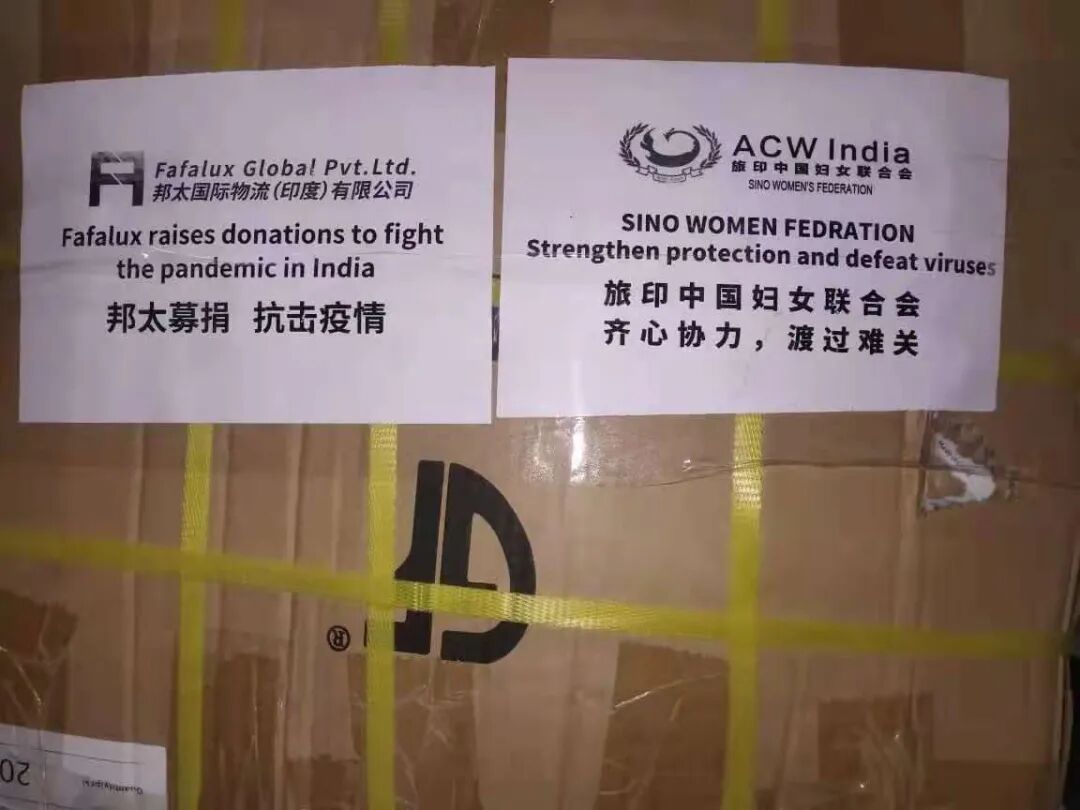 Fafalux Global Pvt.Ltd.
邦太国际物流(印度)有限公司
Fafalux raises donations to fight
the pandemic in India
邦太募捐 抗击疫情
ACW India
旅印中国妇女联合会
SINO WOMEN'S FEDERATION
SINO WOMEN FEDRATION
Strengthen protection and defeat viruses
旅印中国妇女联合会
齐心协力，渡过难关
®
Quantity(pcs)
20